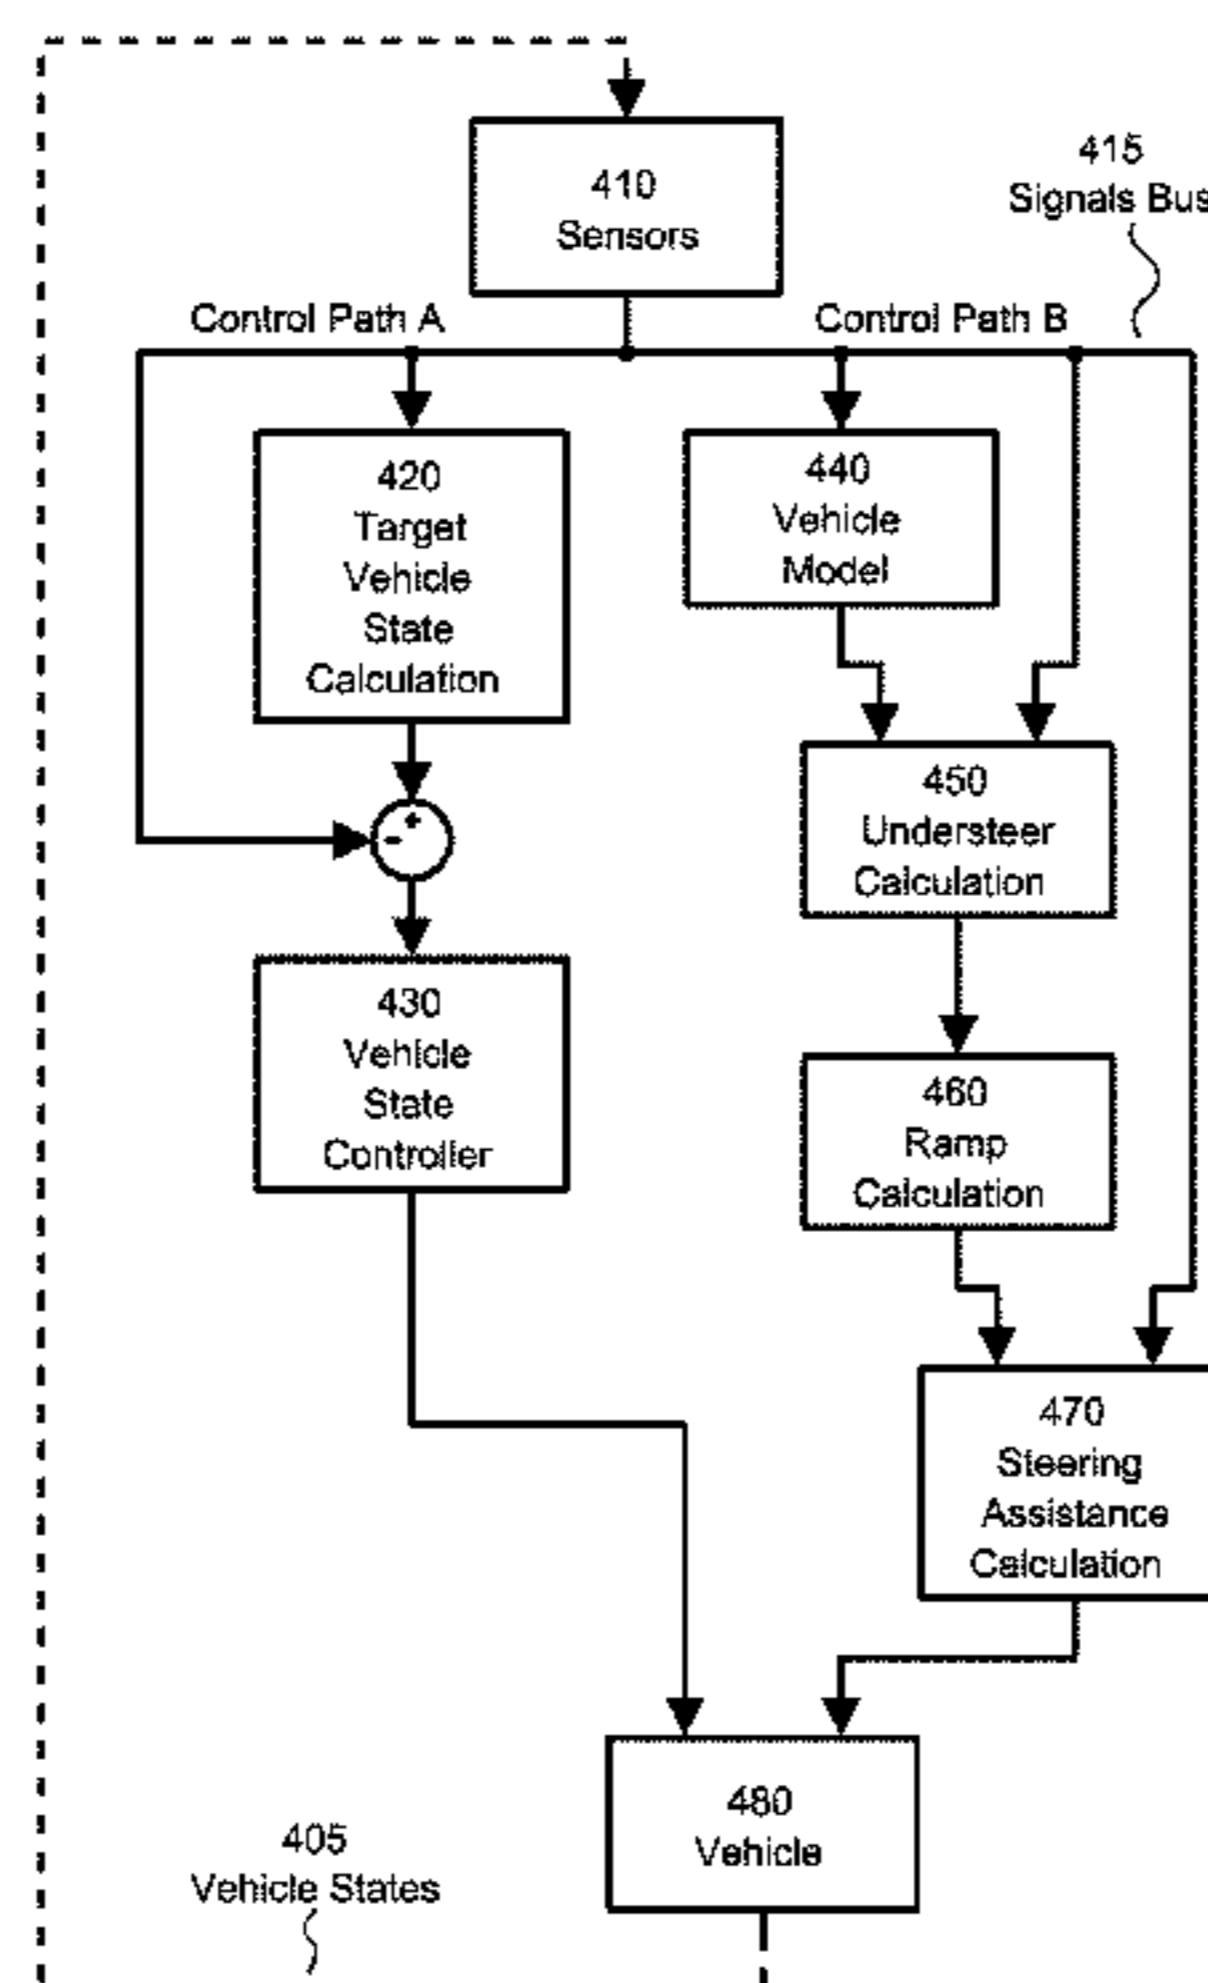 410
Sensors
415
Signals Bus
Control Path A
Control Path B
420
Target
Vehicle
State
Calculation
440
Vehicle
Model
+
-
450
Understeer
Calculation
430
Vehicle
State
Controller
460
Ramp
Calculation
470
Steering
Assistance
Calculation
480
Vehicle
405
Vehicle States